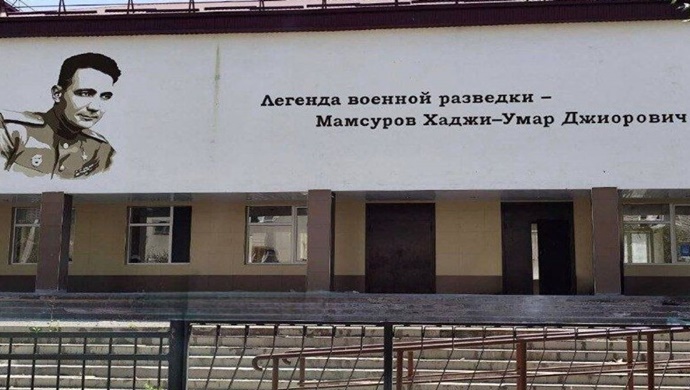 Легенда военной разведки –
Мамсуров Хаджи–Умар Джиорович